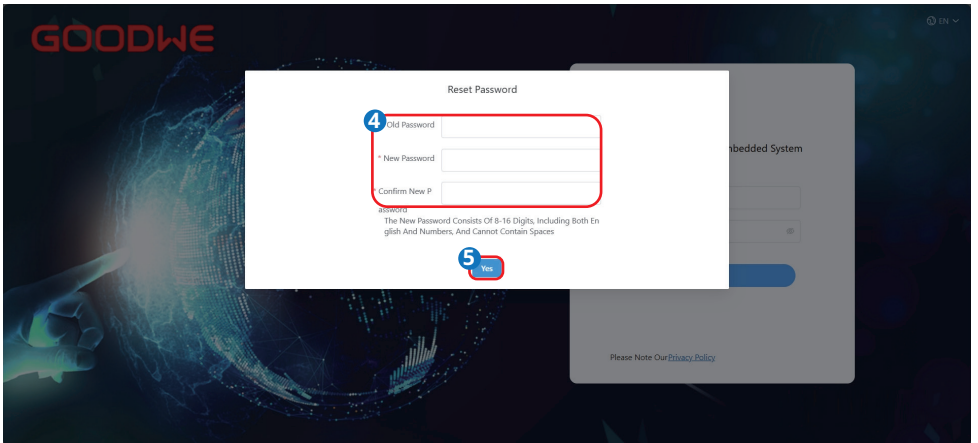 GOODWE
EN
Reset Password
4
Old Password
* New Password
* Confirm New P
assword
The New Password Consists Of 8-16 Digits, Including Both En
glish And Numbers, And Cannot Contain Spaces
5
Yes
bedded System
Please Note Our Privacy Policy